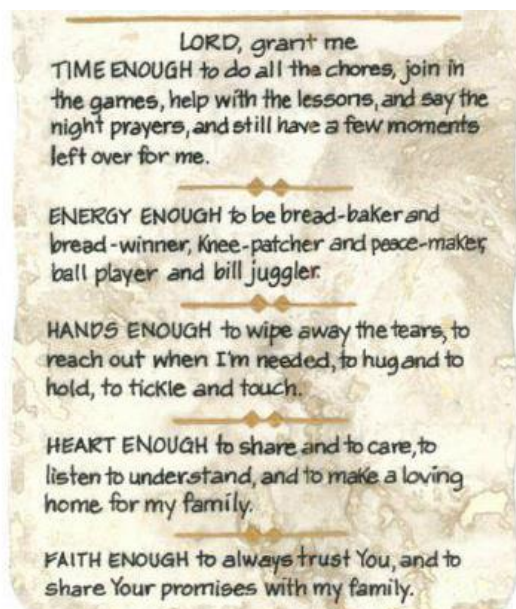 LORD, grant me
TIME ENOUGH to do all the chores, join in
the games, help with the lessons, and say the
night prayers, and still have a few moments
left over for me.
ENERGY ENOUGH to be bread-baker and
bread-winner, Knee-patcher and peace-maker,
ball player and bill juggler.
HANDS ENOUGH to wipe away the tears, to
reach out when I'm needed, to hug and to
hold, to tickle and touch.
HEART ENOUGH to share and to care, to
listen to understand, and to make a loving
home for my family.
FAITH ENOUGH to always trust You, and to
share Your promises with my family.